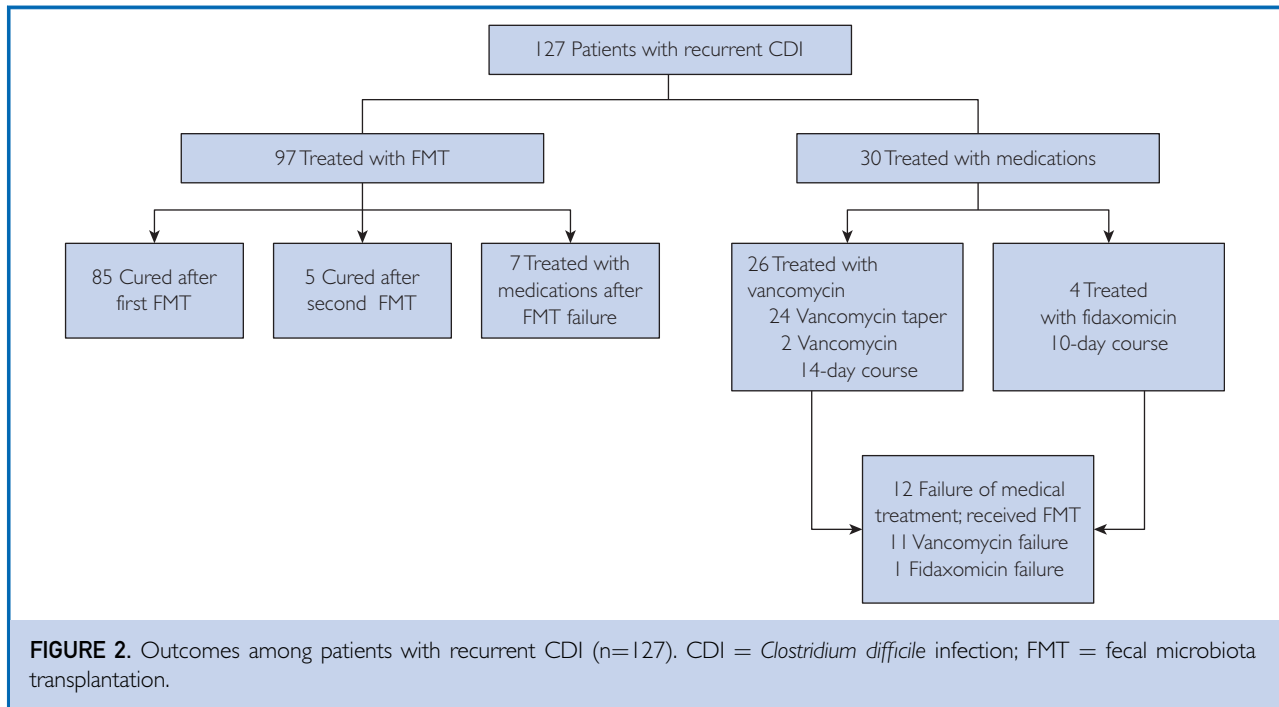 127 Patients with recurrent CDI
97 Treated with FMT
30 Treated with medications
85 Cured after
first FMT
5 Cured after
second FMT
7 Treated with
medications after
FMT failure
26 Treated with
vancomycin
24 Vancomycin taper
2 Vancomycin
14-day course
4 Treated
with fidaxomicin
10-day course
12 Failure of medical
treatment; received FMT
11 Vancomycin failure
1 Fidaxomicin failure
FIGURE 2. Outcomes among patients with recurrent CDI (n=127). CDI = Clostridium difficile infection; FMT = fecal microbiota
transplantation.